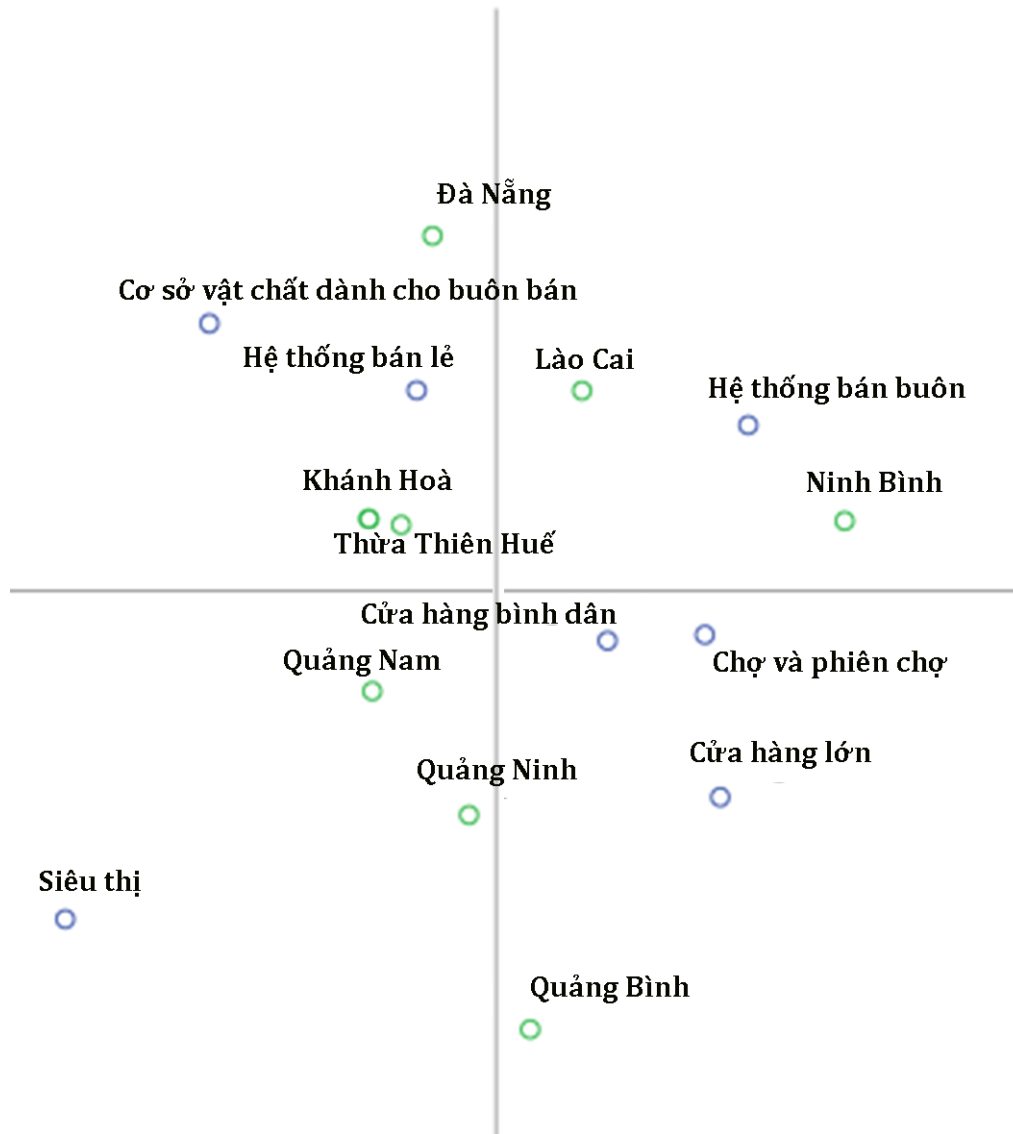 Đà Nẵng
Cơ sở vật chất dành cho buôn bán
Hệ thống bán lẻ
Lào Cai
Hệ thống bán buôn
Khánh Hoà
Ninh Bình
Thừa Thiên Huế
Cửa hàng bình dân
Quảng Nam
Chợ và phiên chợ
Cửa hàng lớn
Quảng Ninh
Siêu thị
Quảng Bình